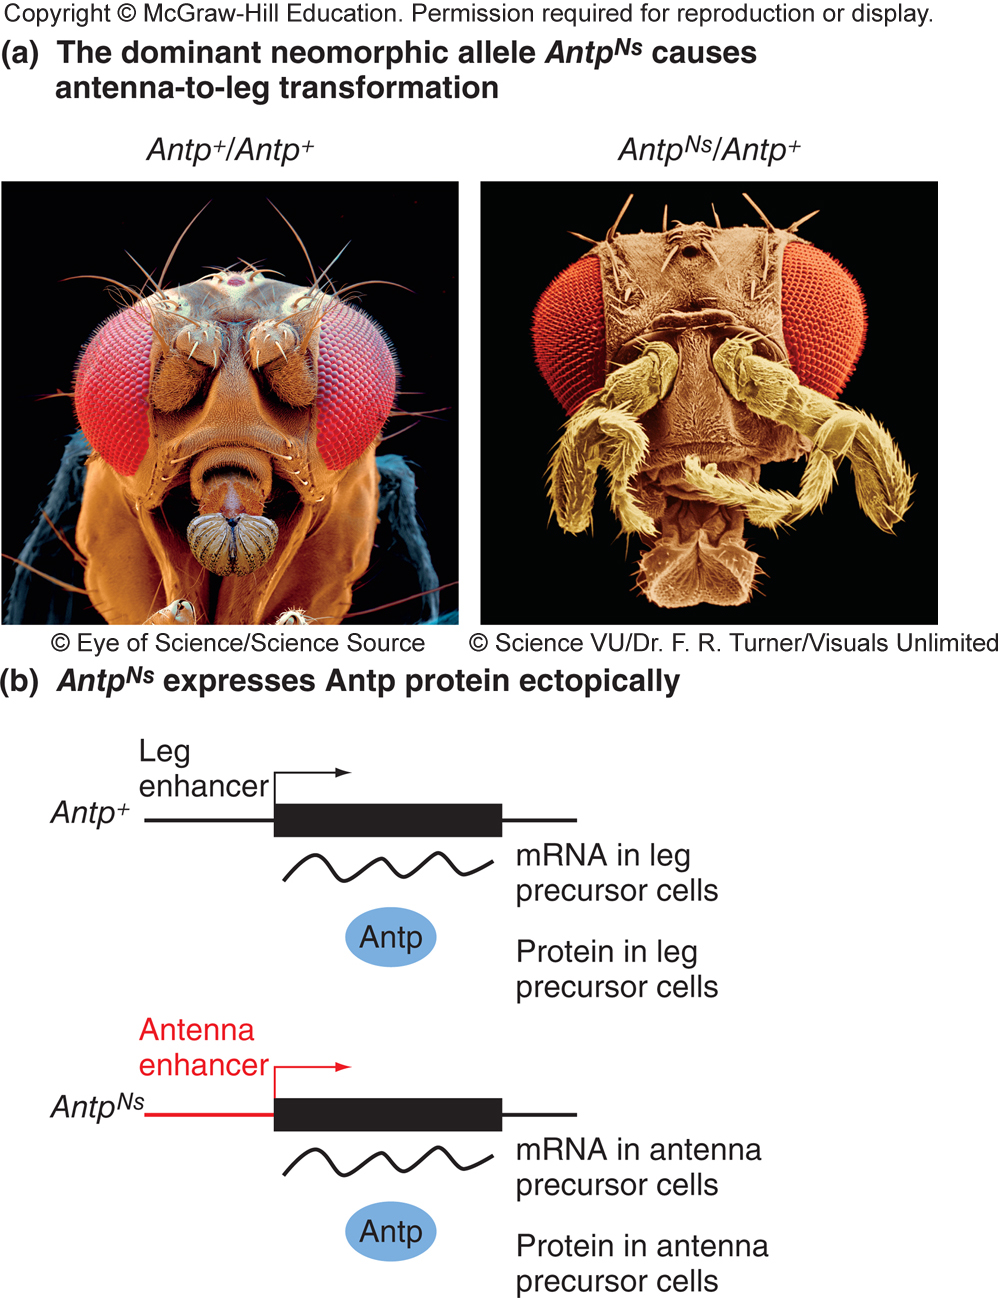 Copyright © McGraw-Hill Education. Permission required for reproduction or display.
(a) The dominant neomorphic allele Antpᴺˢ causes
antenna-to-leg transformation
Antp⁺/Antp⁺
Antpᴺˢ/Antp⁺
© Eye of Science/Science Source
© Science VU/Dr. F. R. Turner/Visuals Unlimited
(b) Antpᴺˢ expresses Antp protein ectopically
Leg
enhancer
Antp⁺
mRNA in leg
precursor cells
Antp
Protein in leg
precursor cells
Antenna
enhancer
Antpᴺˢ
mRNA in antenna
precursor cells
Antp
Protein in antenna
precursor cells